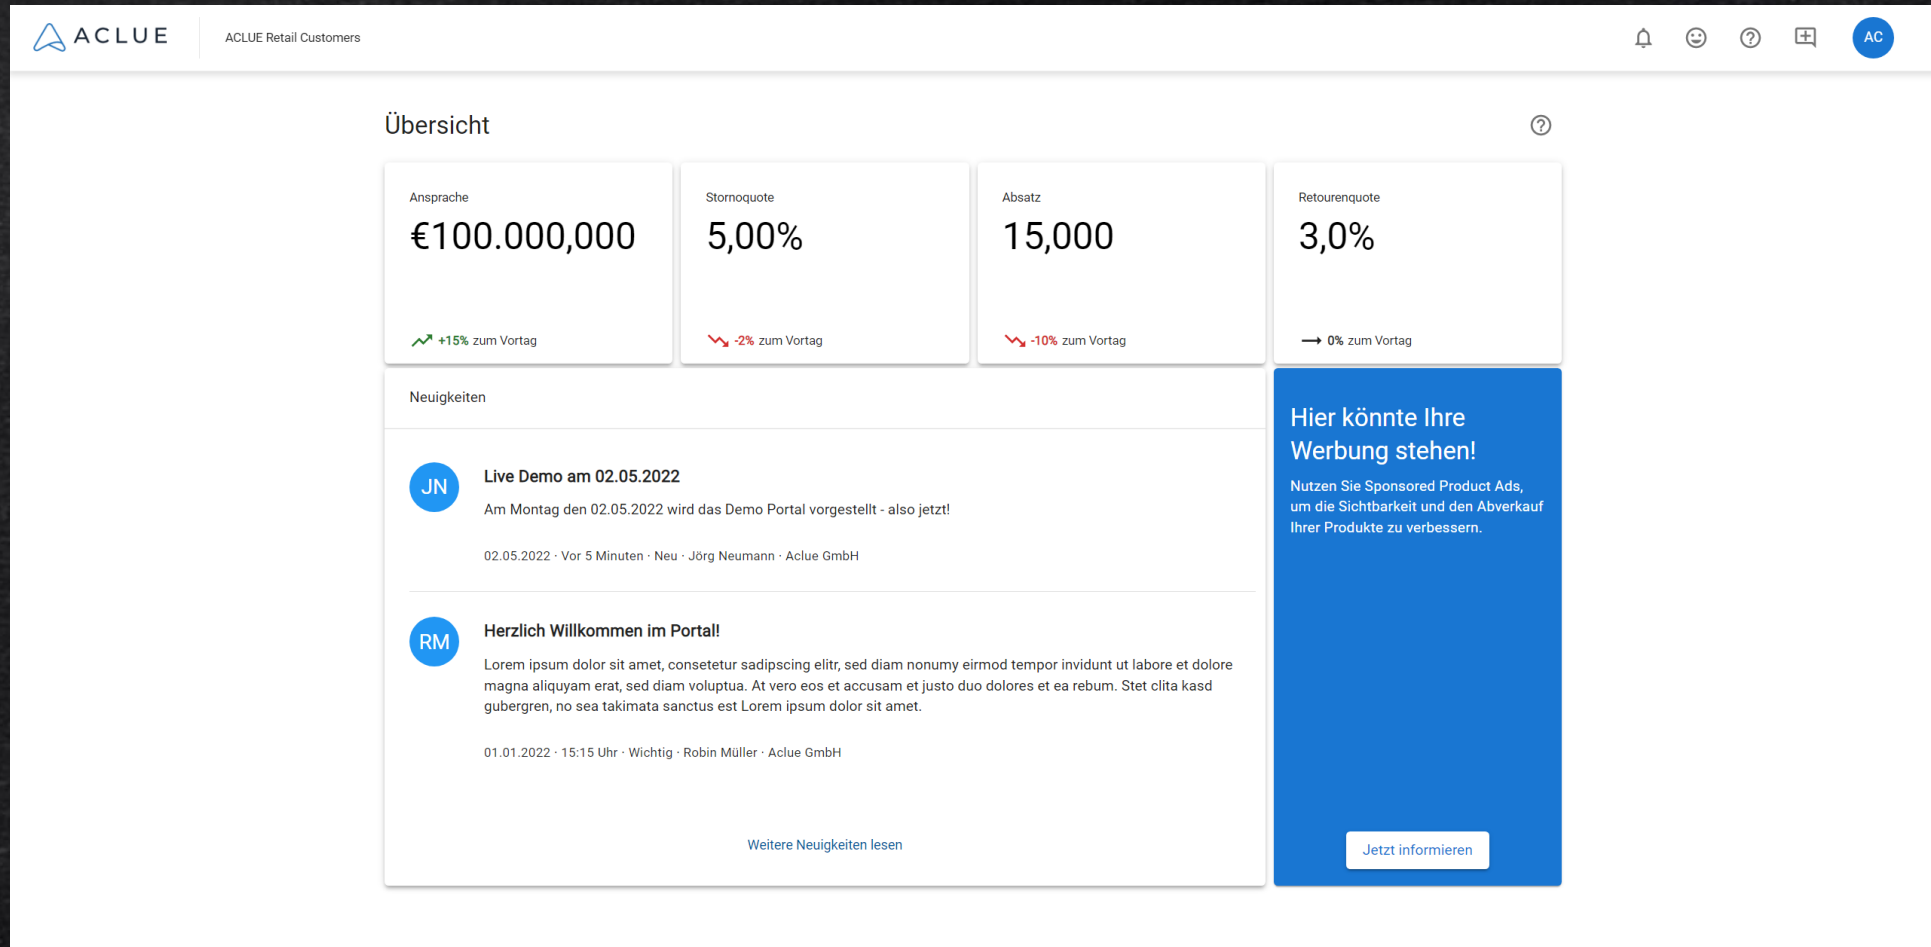 ACLUE
ACLUE Retail Customers
AC
Übersicht
Ansprache
€100.000,000
+15% zum Vortag
Stornoquote
5,00%
-2% zum Vortag
Absatz
15,000
-10% zum Vortag
Retourenquote
3,0%
0% zum Vortag
Neuigkeiten
JN
Live Demo am 02.05.2022
Am Montag den 02.05.2022 wird das Demo Portal vorgestellt - also jetzt!
02.05.2022 · Vor 5 Minuten · Neu · Jörg Neumann · Aclue GmbH
RM
Herzlich Willkommen im Portal!
Lorem ipsum dolor sit amet, consetetur sadipscing elitr, sed diam nonumy eirmod tempor invidunt ut labore et dolore
magna aliquyam erat, sed diam voluptua. At vero eos et accusam et justo duo dolores et ea rebum. Stet clita kasd
gubergren, no sea takimata sanctus est Lorem ipsum dolor sit amet.
01.01.2022 · 15:15 Uhr · Wichtig · Robin Müller · Aclue GmbH
Weitere Neuigkeiten lesen
Hier könnte Ihre
Werbung stehen!
Nutzen Sie Sponsored Product Ads,
um die Sichtbarkeit und den Abverkauf
Ihrer Produkte zu verbessern.
Jetzt informieren